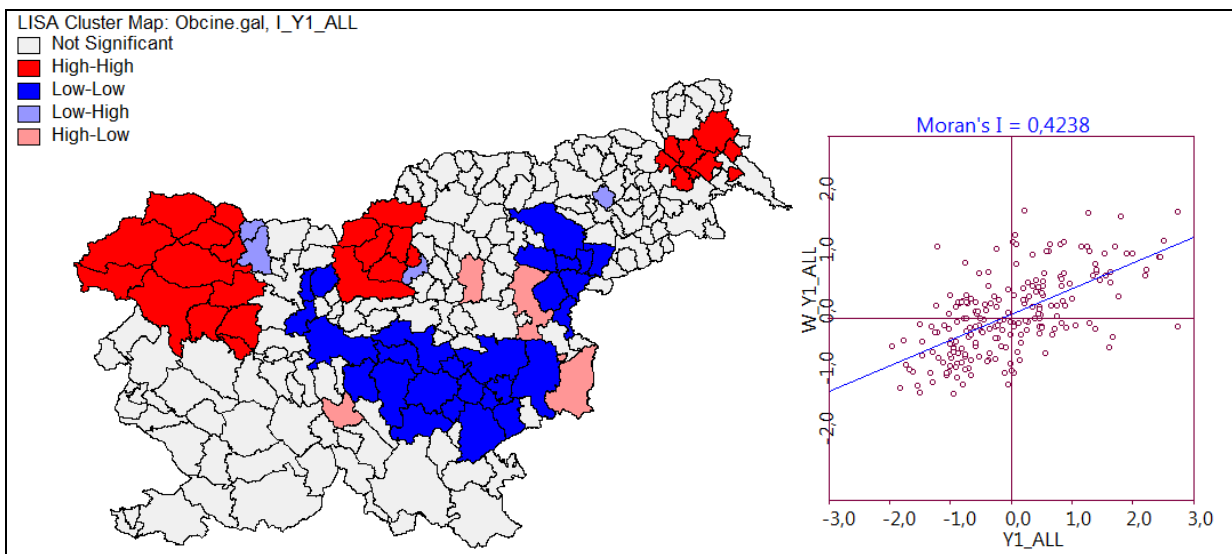 LISA Cluster Map: Obcine.gal, I_Y1_ALL
Not Significant
High-High
Low-Low
Low-High
High-Low
Moran's I = 0,4238
W_Y1_ALL
2,0
1,0
0,0
-1,0
-2,0
-3,0 -2,0 -1,0 0,0 1,0 2,0 3,0
Y1_ALL